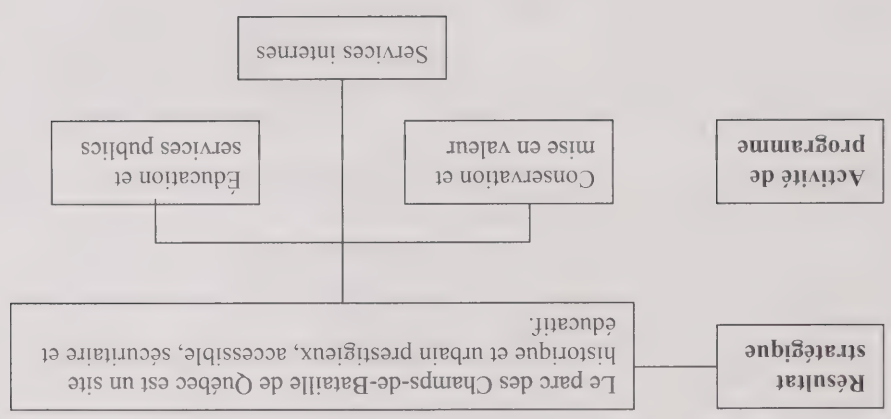 Résultat
stratégique
Le parc des Champs-de-Bataille de Québec est un site
historique et urbain prestigieux, accessible, sécuritaire et
éducatif.
Activité de
programme
Conservation et
mise en valeur
Éducation et
services publics
Services internes